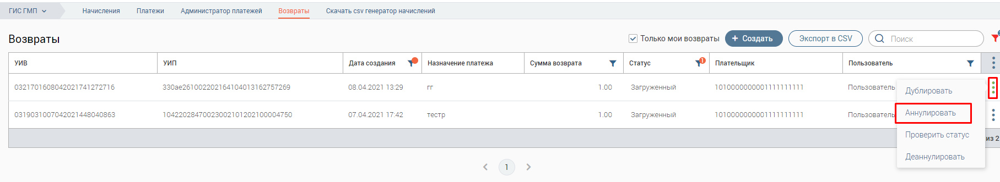 ГИС ГМП Начисления Платежи Администратор платежей Возвраты Скачать csv генератор начислений
Возвраты Только мои возвраты + Создать Экспорт в CSV Поиск
УИВ УИП Дата создания Назначение платежа Сумма возврата Статус 1 Плательщик Пользователь
0321701608042021741272716 330ae261002202164104013162757269 08.04.2021 13:29 гг 1.00 Загруженный 1010000000001111111111 Пользователь
Дублировать
0319031007042021448040863 10422028470023002101202100004750 07.04.2021 17:42 тестр 1.00 Загруженный 1010000000001111111111 Пользователь
Аннулировать
Проверить статус
из 2
Деаннулировать
1